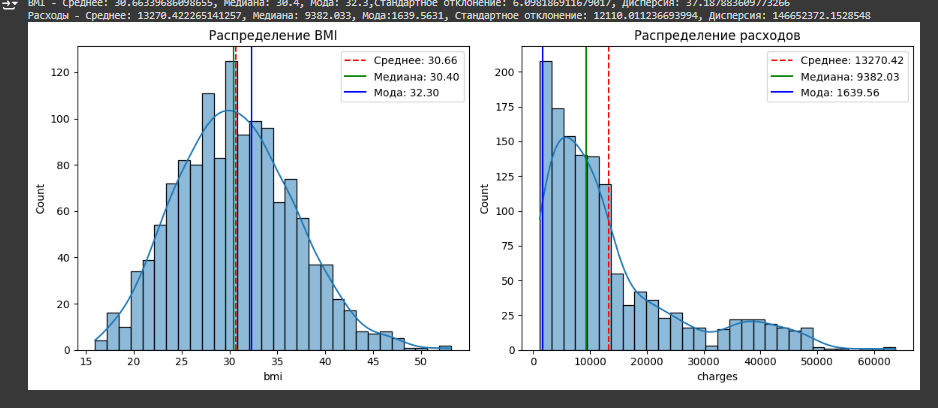 BMI - Среднее: 30.66339686098655, Медиана: 30.4, Мода: 32.3,Стандартное отклонение: 6.098186911679017, Дисперсия: 37.187883609773266
Расходы - Среднее: 13270.422265141257, Медиана: 9382.033, Мода:1639.5631, Стандартное отклонение: 12110.011236693994, Дисперсия: 146652372.1528548
Распределение BMI
Среднее: 30.66
Медиана: 30.40
Мода: 32.30
Count
120
100
80
60
40
20
0
15 20 25 30 35 40 45 50
bmi
Распределение расходов
Среднее: 13270.42
Медиана: 9382.03
Мода: 1639.56
Count
200
175
150
125
100
75
50
25
0
0 10000 20000 30000 40000 50000 60000
charges